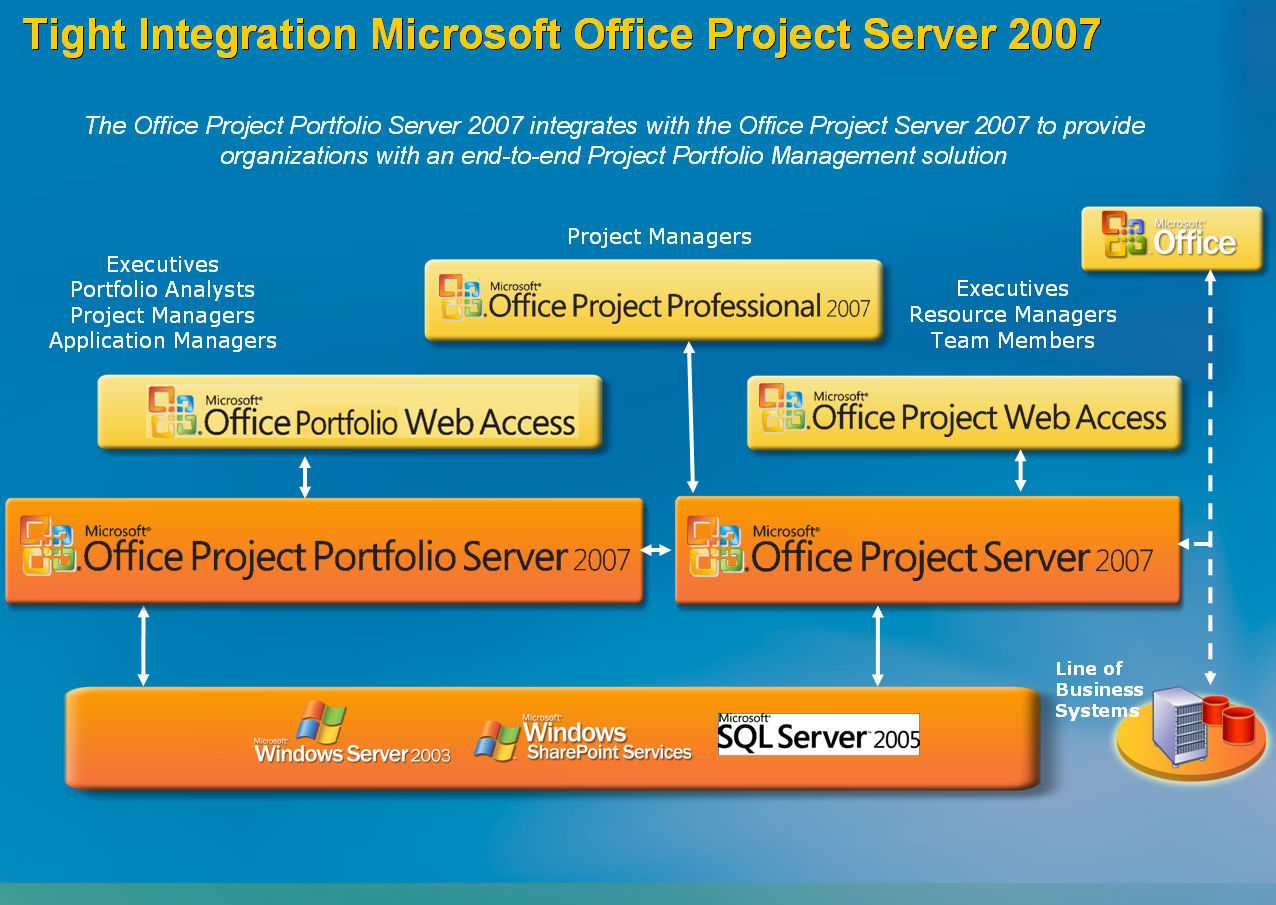 Tight Integration Microsoft Office Project Server 2007
The Office Project Portfolio Server 2007 integrates with the Office Project Server 2007 to provide
organizations with an end-to-end Project Portfolio Management solution
Microsoft®
Office
Project Managers
Executives
Portfolio Analysts
Project Managers
Application Managers
Microsoft®
Office Project Professional 2007
Executives
Resource Managers
Team Members
Microsoft®
Office Portfolio Web Access
Microsoft®
Office Project Web Access
Microsoft®
Office Project Portfolio Server 2007
Microsoft®
Office Project Server 2007
Line of
Business
Systems
Microsoft®
Windows Server 2003
Microsoft®
Windows
SharePoint Services
Microsoft®
SQL Server™ 2005